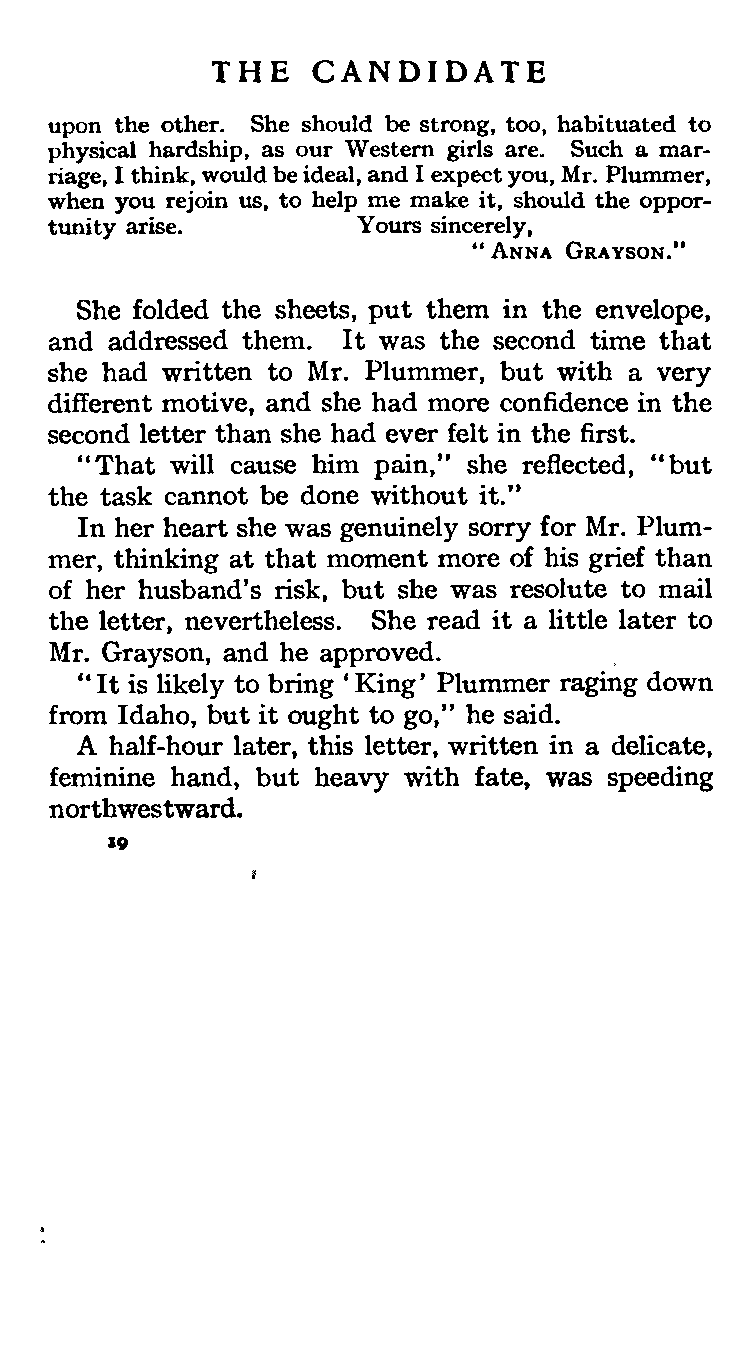 THE CANDIDATE
upon the other. She should be strong, too, habituated to
physical hardship, as our Western girls are. Such a mar-
riage, I think, would be ideal, and I expect you, Mr. Plummer,
when you rejoin us, to help me make it, should the oppor-
tunity arise. Yours sincerely,
"ANNA GRAYSON."
She folded the sheets, put them in the envelope,
and addressed them. It was the second time that
she had written to Mr. Plummer, but with a very
different motive, and she had more confidence in the
second letter than she had ever felt in the first.
"That will cause him pain," she reflected, "but
the task cannot be done without it."
In her heart she was genuinely sorry for Mr. Plum-
mer, thinking at that moment more of his grief than
of her husband's risk, but she was resolute to mail
the letter, nevertheless. She read it a little later to
Mr. Grayson, and he approved.
"It is likely to bring 'King' Plummer raging down
from Idaho, but it ought to go," he said.
A half-hour later, this letter, written in a delicate,
feminine hand, but heavy with fate, was speeding
northwestward.
19